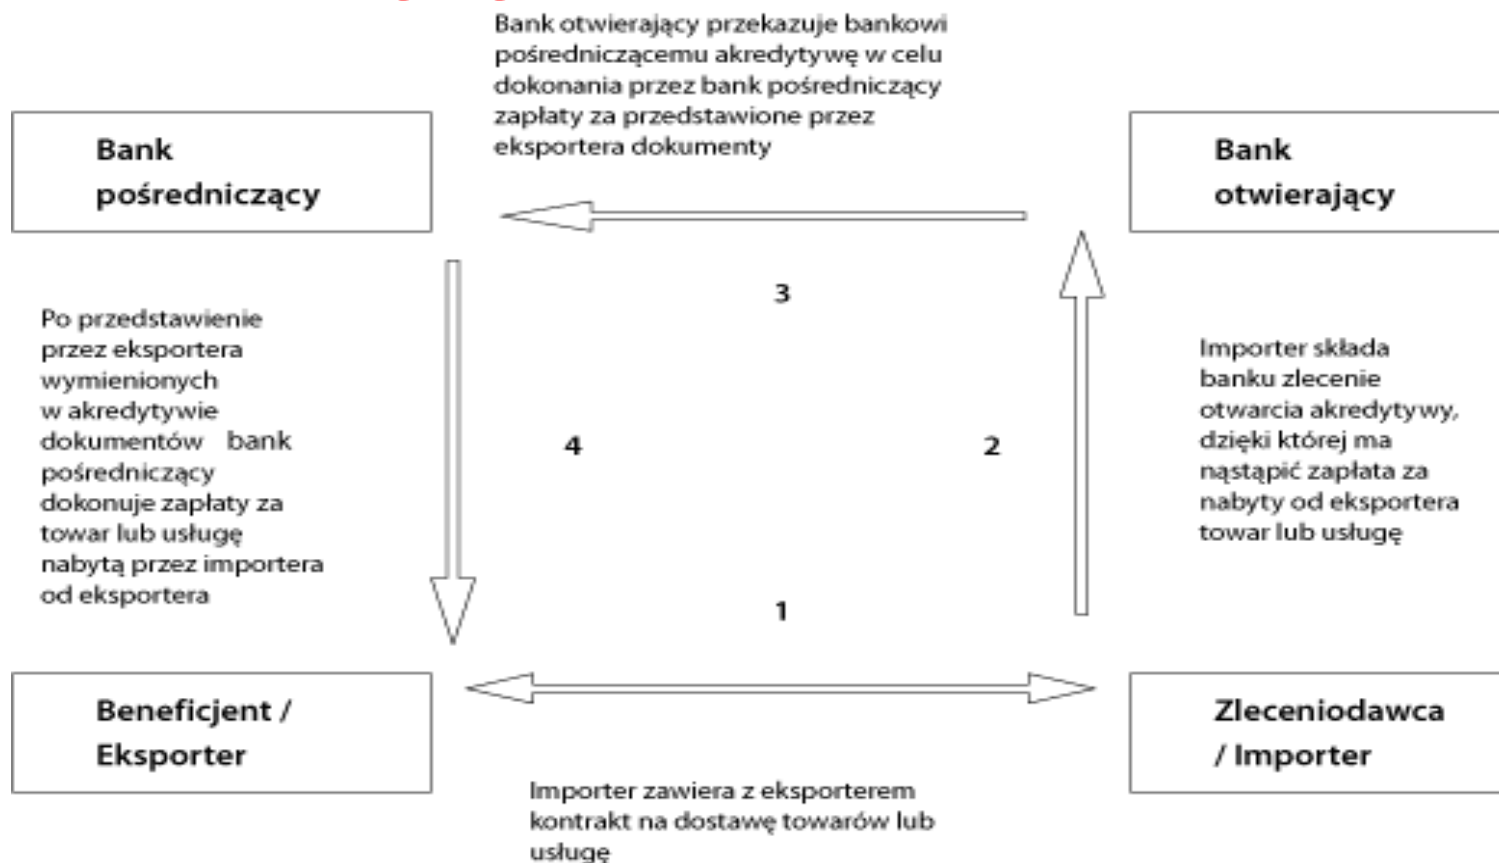 Bank otwierający przekazuje bankowi
pośredniczącemu akredytywę w celu
dokonania przez bank pośredniczący
zapłaty za przedstawione przez
eksportera dokumenty
Bank
pośredniczący
Bank
otwierający
3
Po przedstawienie
przez eksportera
wymienionych
w akredytywie
dokumentów bank
pośredniczący
dokonuje zapłaty za
towar lub usługę
nabytą przez importera
od eksportera
4
2
Importer składa
banku zlecenie
otwarcia akredytywy,
dzięki której ma
nąstąpić zapłata za
nabyty od eksportera
towar lub usługę
1
Beneficjent /
Eksporter
Zleceniodawca
/ Importer
Importer zawiera z eksporterem
kontrakt na dostawę towarów lub
usługę